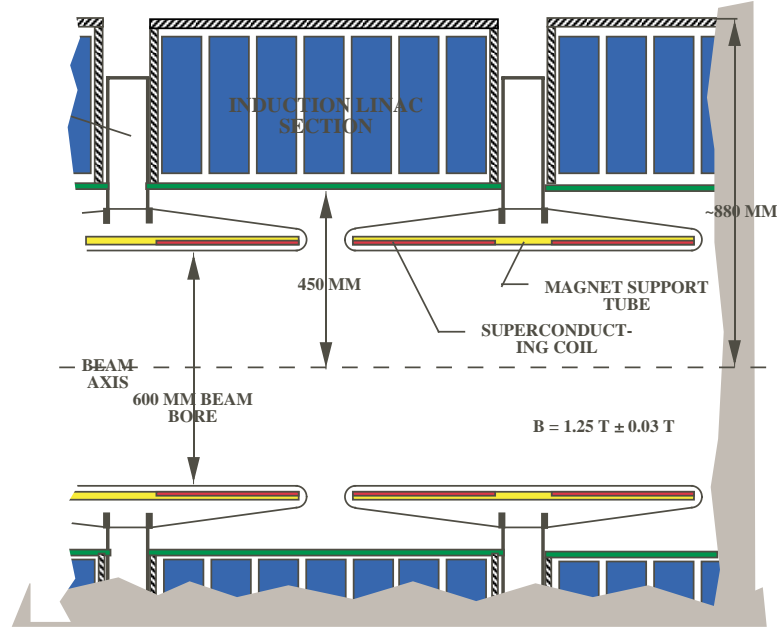 INDUCTION LINAC
SECTION
~880 MM
450 MM
MAGNET SUPPORT
TUBE
SUPERCONDUCT-
ING COIL
BEAM
AXIS
600 MM BEAM
BORE
B = 1.25 T ± 0.03 T